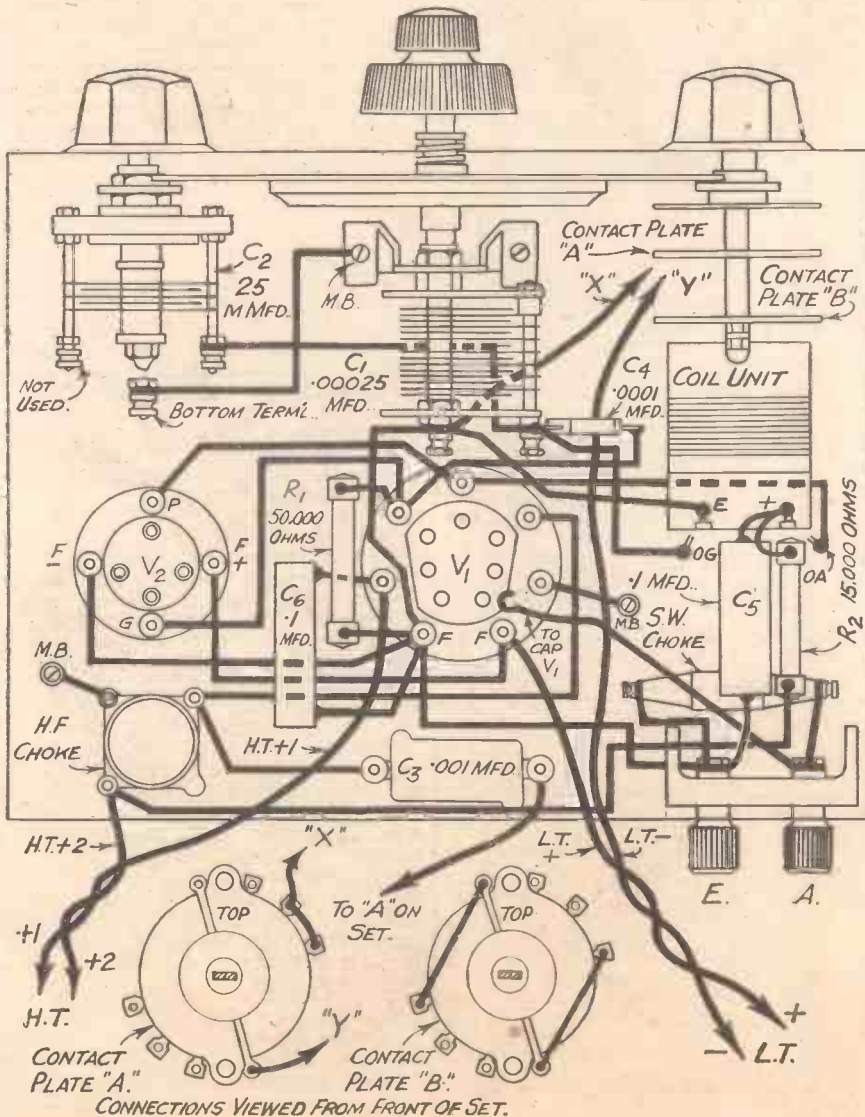 CONTACT PLATE
"A"
"X"
"Y"
CONTACT
PLATE "B"
C2
25
M MFD.
M.B.
NOT
USED.
BOTTOM TERML.
C1
.00025
MFD.
C4
.0001
MFD.
COIL UNIT
P
R1
50.000
OHMS
E
+
OG
OA
15.000 OHMS
F
-
V2
F
+
G
V1
C6
.1
MFD.
F
F
TO
CAP
V1
.1 MFD.
M.B.
C5
S.W.
CHOKE
R2
M.B.
H.F
CHOKE
H.T.+1
C3 .001 MFD
H.T.+2
"X"
L.T.
+
L.T.-
E.
A.
TOP
TO "A" ON
SET.
TOP
+1
+2
H.T.
"Y"
+
-
L.T.
CONTACT
PLATE "A."
CONTACT
PLATE "B."
CONNECTIONS VIEWED FROM FRONT OF SET.